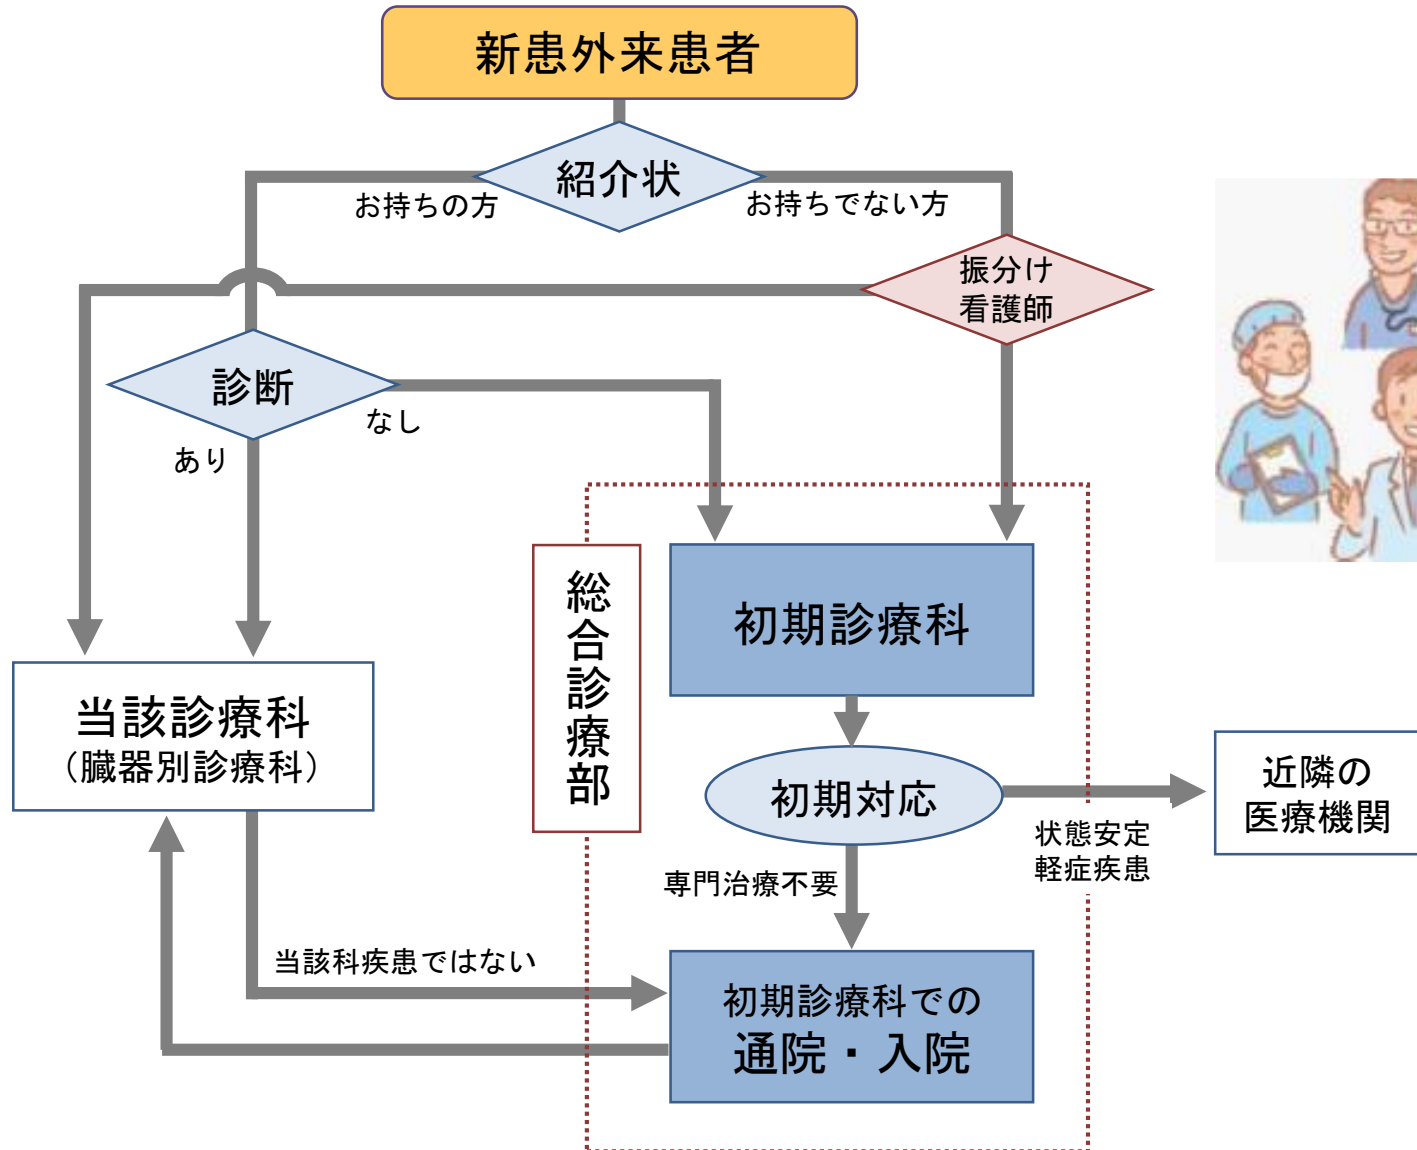 新患外来患者
紹介状
お持ちの方
お持ちでない方
振分け
看護師
診断
なし
あり
総合診療部
初期診療科
当該診療科
（臓器別診療科）
初期対応
近隣の
医療機関
状態安定
軽症疾患
専門治療不要
当該科疾患ではない
初期診療科での
通院・入院